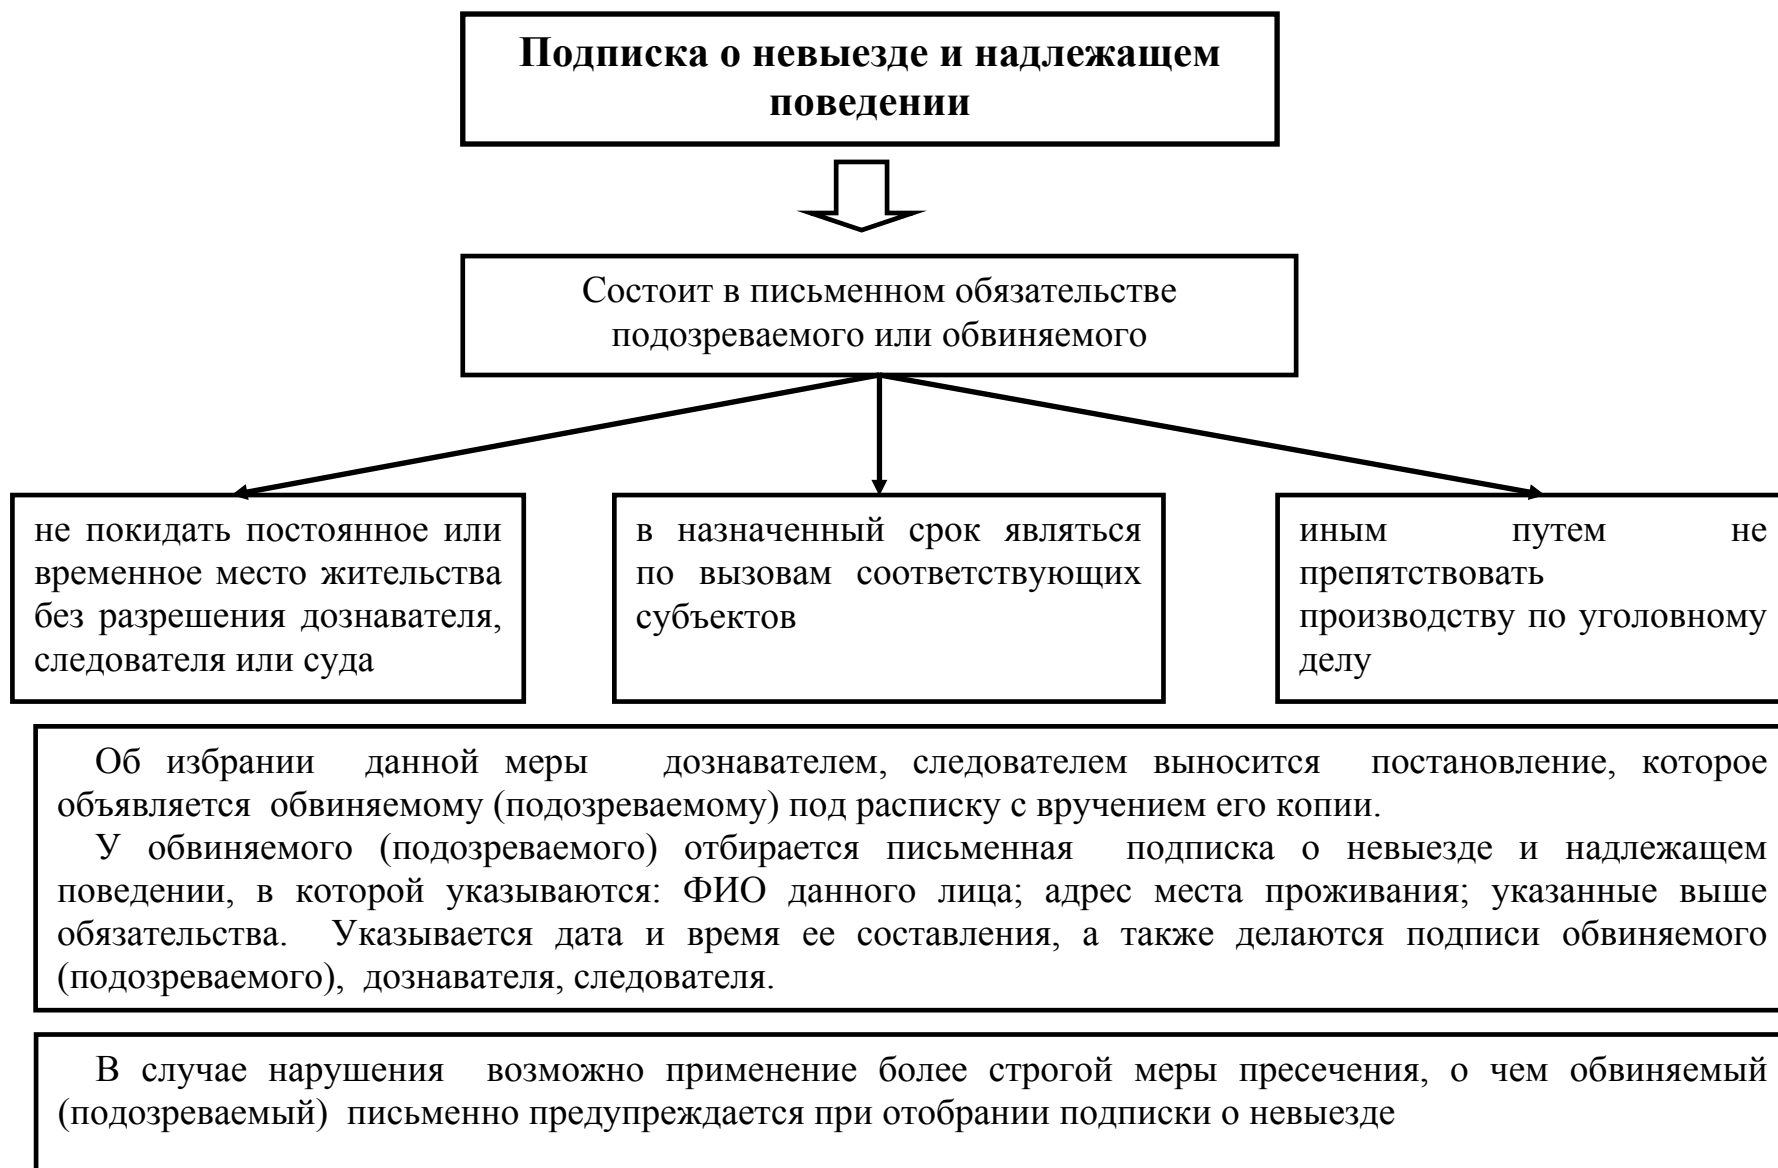 Подписка о невыезде и надлежащем
поведении
Состоит в письменном обязательстве
подозреваемого или обвиняемого
не покидать постоянное или
временное место жительства
без разрешения дознавателя,
следователя или суда
в назначенный срок являться
по вызовам соответствующих
субъектов
иным путем не
препятствовать
производству по уголовному
делу
Об избрании данной меры дознавателем, следователем выносится постановление, которое
объявляется обвиняемому (подозреваемому) под расписку с вручением его копии.
У обвиняемого (подозреваемого) отбирается письменная подписка о невыезде и надлежащем
поведении, в которой указываются: ФИО данного лица; адрес места проживания; указанные выше
обязательства. Указывается дата и время ее составления, а также делаются подписи обвиняемого
(подозреваемого), дознавателя, следователя.
В случае нарушения возможно применение более строгой меры пресечения, о чем обвиняемый
(подозреваемый) письменно предупреждается при отобрании подписки о невыезде